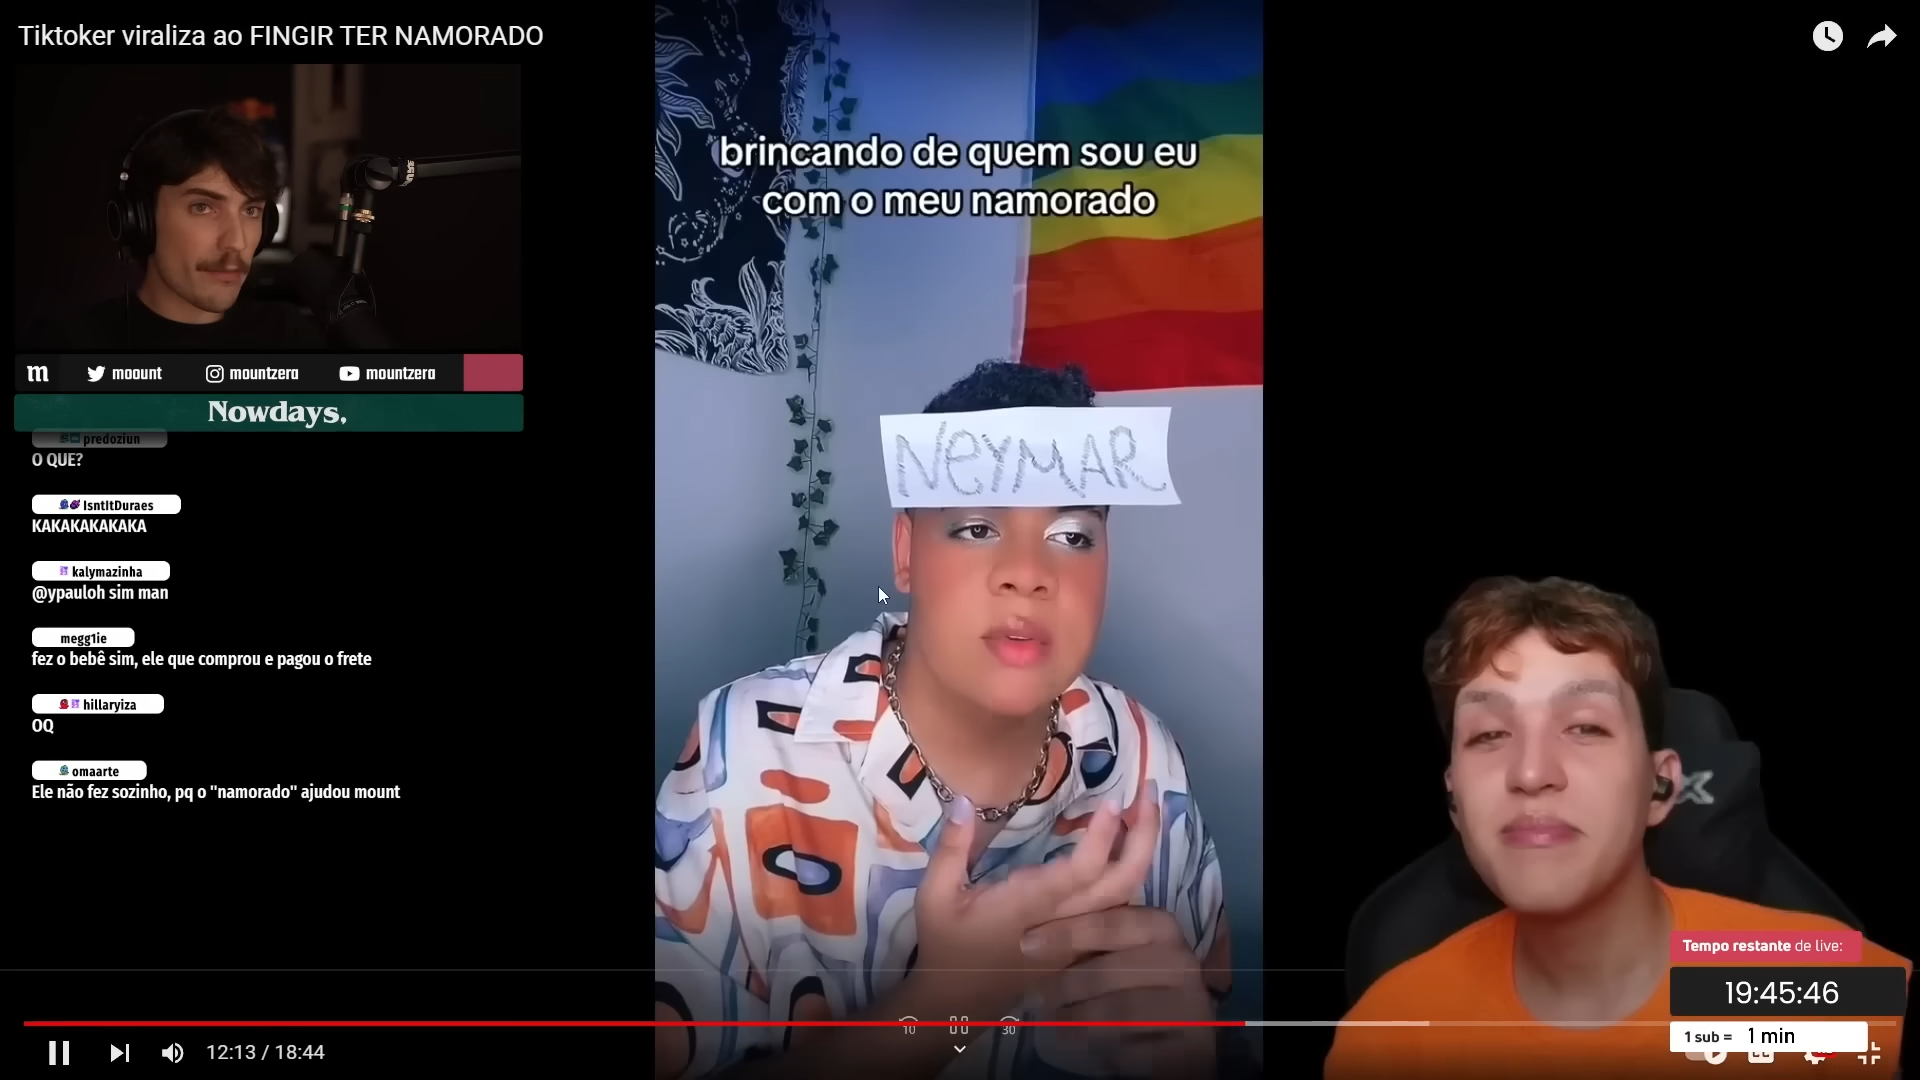 Tiktoker viraliza ao FINGIR TER NAMORADO
m moount mountzera mountzera
Nowdays,
predoziun
O QUE?
IsntItDuraes
KAKAKAKAKAKA
kalymazinha
@ypauloh sim man
megg1ie
fez o bebê sim, ele que comprou e pagou o frete
hillaryiza
OQ
omaarte
Ele não fez sozinho, pq o "namorado" ajudou mount
brincando de quem sou eu
com o meu namorado
NeYMAR
Tempo restante de live:
19:45:46
1 sub = 1 min
10 30
12:13 / 18:44